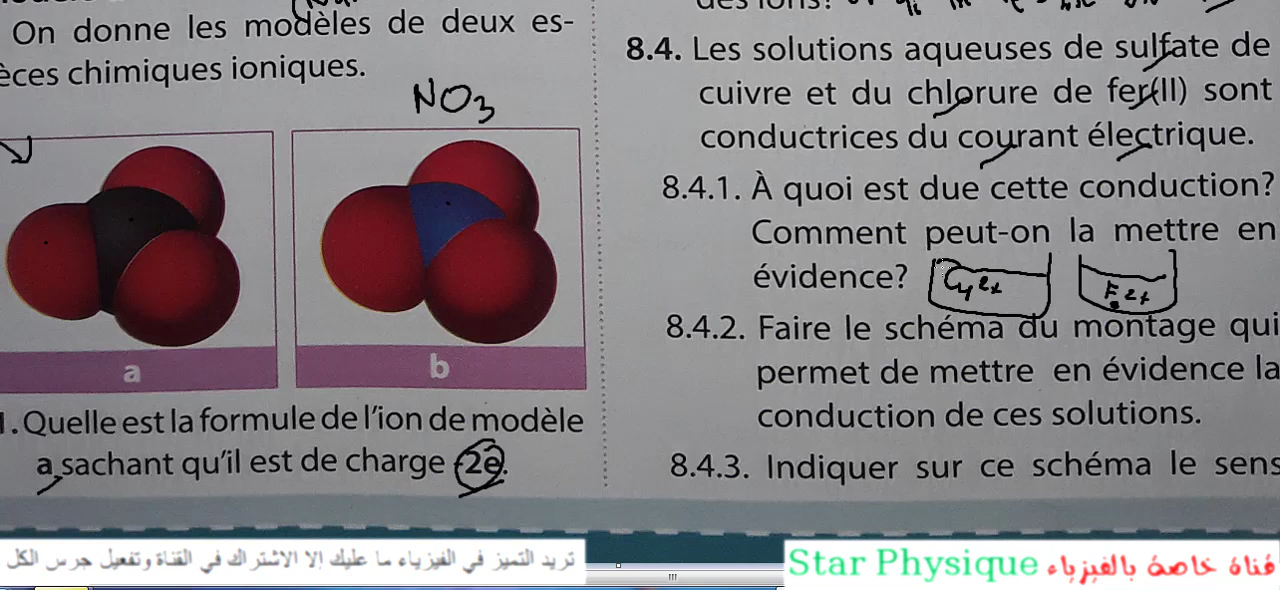 On donne les modèles de deux es-
èces chimiques ioniques.
NO3
a
b
1. Quelle est la formule de l'ion de modèle
a sachant qu'il est de charge -2e.
des ions?
8.4. Les solutions aqueuses de sulfate de
cuivre et du chlorure de fer(II) sont
conductrices du courant électrique.
8.4.1. À quoi est due cette conduction?
Comment peut-on la mettre en
évidence?
Cu2+
Fe2+
8.4.2. Faire le schéma du montage qui
permet de mettre en évidence la
conduction de ces solutions.
8.4.3. Indiquer sur ce schéma le sens
تريد التميز في الفيزياء ما عليك إلا الاشتراك في القناة وتفعيل جرس الكل
Star Physique قناة خاصة بالفيزياء